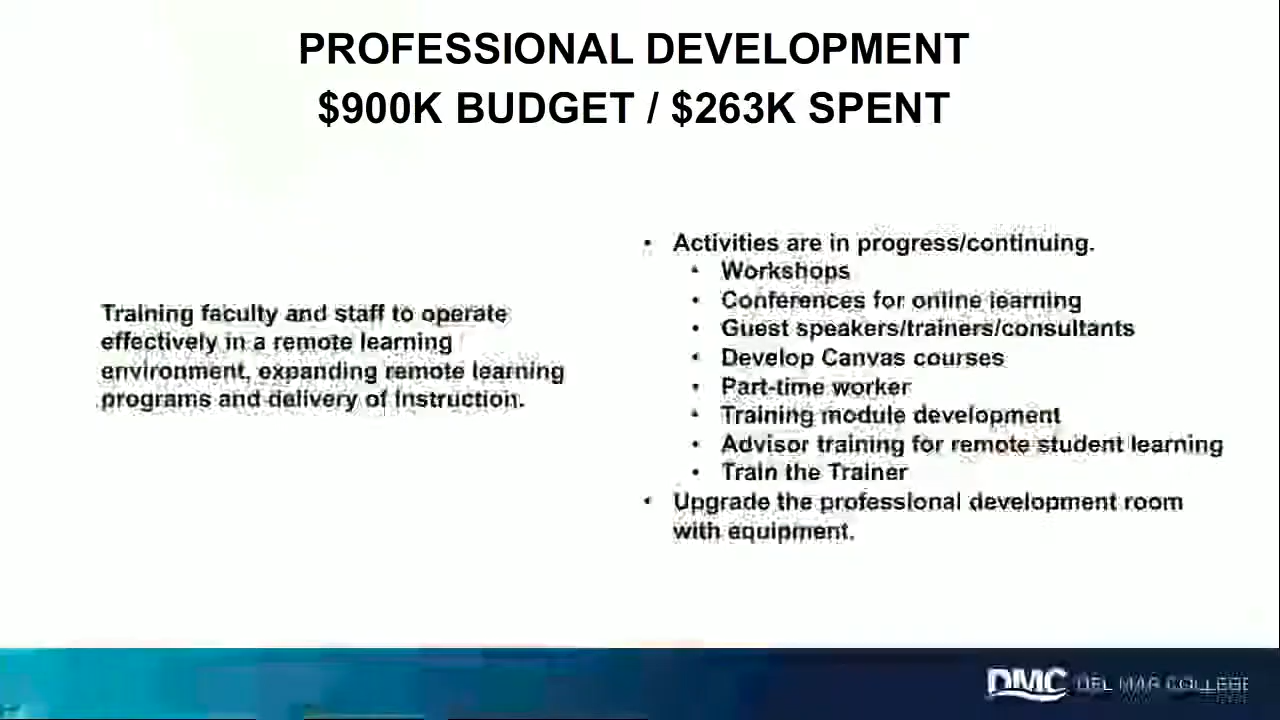 PROFESSIONAL DEVELOPMENT
$900K BUDGET / $263K SPENT
Training faculty and staff to operate
effectively in a remote learning
environment, expanding remote learning
programs and delivery of instruction.
• Activities are in progress/continuing.
• Workshops
• Conferences for online learning
• Guest speakers/trainers/consultants
• Develop Canvas courses
• Part-time worker
• Training module development
• Advisor training for remote student learning
• Train the Trainer
• Upgrade the professional development room
with equipment.
DMC DEL MAR COLLEGE